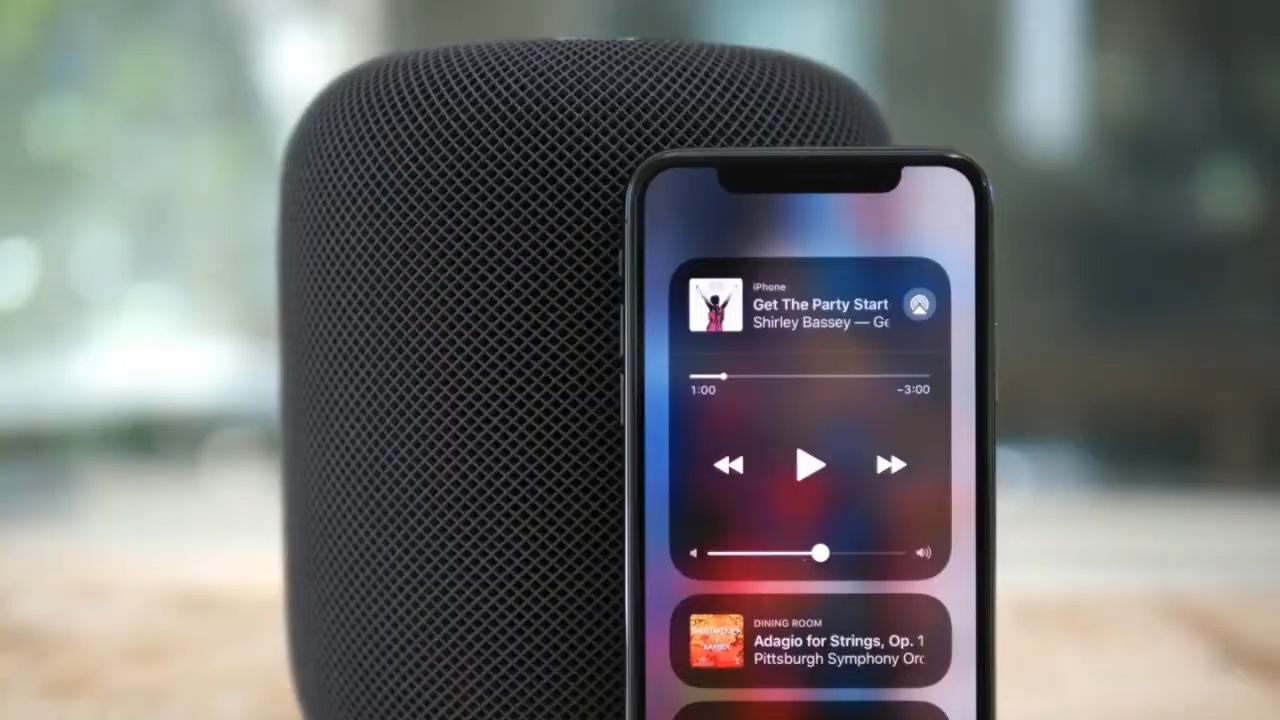 iPhone
Get The Party Start
Shirley Bassey — Ge
1:00
-3:00
DINING ROOM
Adagio for Strings, Op. 1
Pittsburgh Symphony Orc